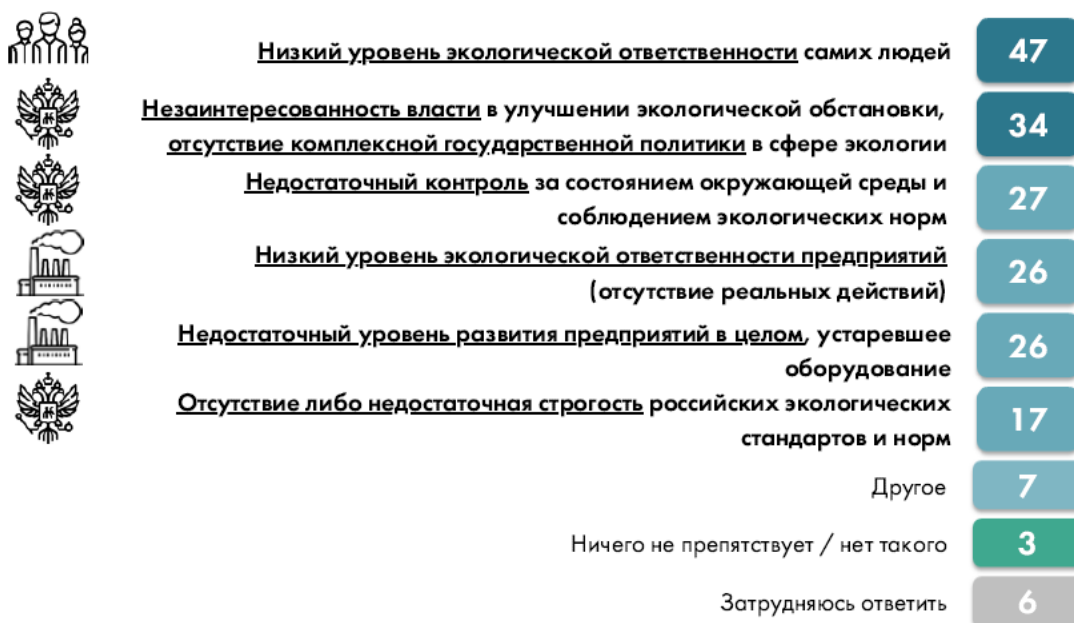 Низкий уровень экологической ответственности самих людей 47
Незаинтересованность власти в улучшении экологической обстановки,
отсутствие комплексной государственной политики в сфере экологии 34
Недостаточный контроль за состоянием окружающей среды и
соблюдением экологических норм 27
Низкий уровень экологической ответственности предприятий
(отсутствие реальных действий) 26
Недостаточный уровень развития предприятий в целом, устаревшее
оборудование 26
Отсутствие либо недостаточная строгость российских экологических
стандартов и норм 17
Другое 7
Ничего не препятствует / нет такого 3
Затрудняюсь ответить 6